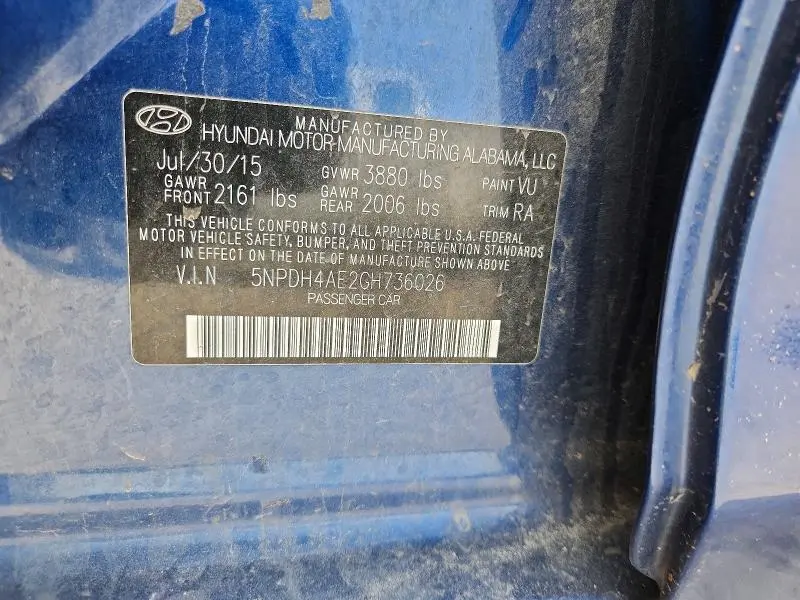 MANUFACTURED BY
HYUNDAI MOTOR MANUFACTURING ALABAMA, LLC
Jul/30/15 GVWR 3880 lbs PAINT VU
GAWR FRONT 2161 lbs GAWR REAR 2006 lbs TRIM RA
THIS VEHICLE CONFORMS TO ALL APPLICABLE U.S.A. FEDERAL
MOTOR VEHICLE SAFETY, BUMPER, AND THEFT PREVENTION STANDARDS
IN EFFECT ON THE DATE OF MANUFACTURE SHOWN ABOVE
V.I.N 5NPDH4AE2GH736026
PASSENGER CAR